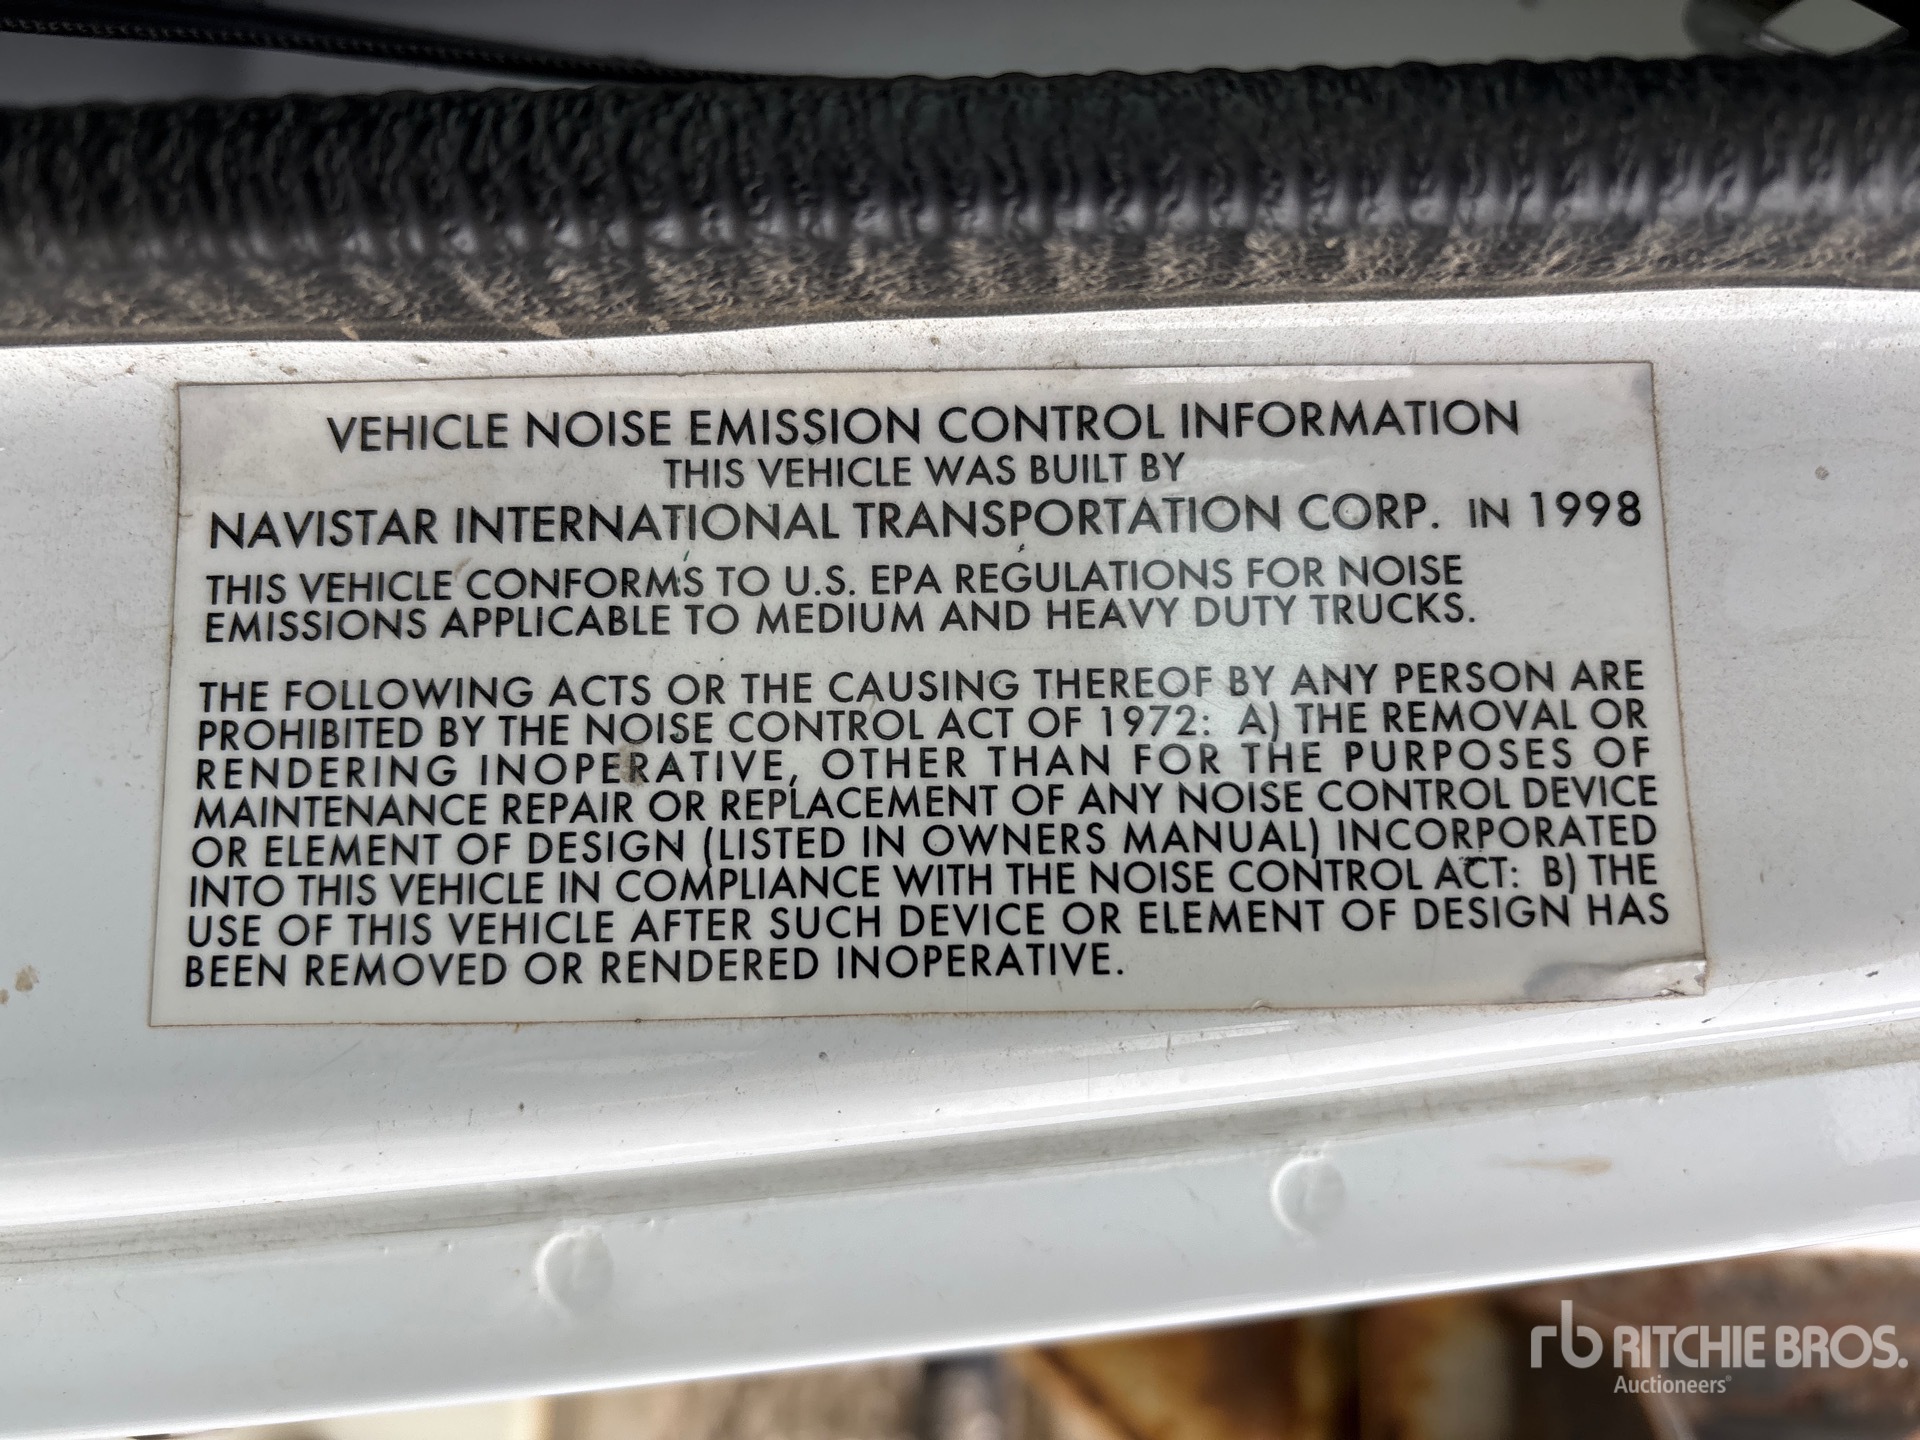 VEHICLE NOISE EMISSION CONTROL INFORMATION
THIS VEHICLE WAS BUILT BY
NAVISTAR INTERNATIONAL TRANSPORTATION CORP. IN 1998
THIS VEHICLE CONFORMS TO U.S. EPA REGULATIONS FOR NOISE
EMISSIONS APPLICABLE TO MEDIUM AND HEAVY DUTY TRUCKS.
THE FOLLOWING ACTS OR THE CAUSING THEREOF BY ANY PERSON ARE
PROHIBITED BY THE NOISE CONTROL ACT OF 1972: A) THE REMOVAL OR
RENDERING INOPERATIVE, OTHER THAN FOR THE PURPOSES OF
MAINTENANCE REPAIR OR REPLACEMENT OF ANY NOISE CONTROL DEVICE
OR ELEMENT OF DESIGN (LISTED IN OWNERS MANUAL) INCORPORATED
INTO THIS VEHICLE IN COMPLIANCE WITH THE NOISE CONTROL ACT: B) THE
USE OF THIS VEHICLE AFTER SUCH DEVICE OR ELEMENT OF DESIGN HAS
BEEN REMOVED OR RENDERED INOPERATIVE.
rb RITCHIE BROS.
Auctioneers